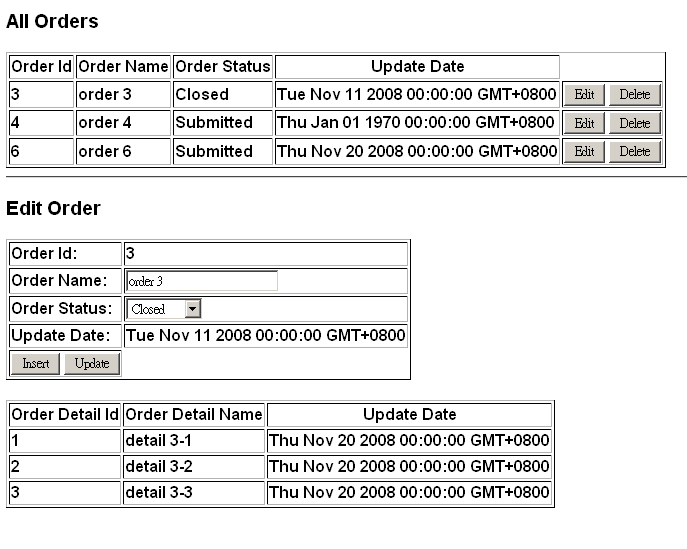 All Orders
Order Id Order Name Order Status Update Date
3 order 3 Closed Tue Nov 11 2008 00:00:00 GMT+0800 Edit Delete
4 order 4 Submitted Thu Jan 01 1970 00:00:00 GMT+0800 Edit Delete
6 order 6 Submitted Thu Nov 20 2008 00:00:00 GMT+0800 Edit Delete
Edit Order
Order Id: 3
Order Name: order 3
Order Status: Closed
Update Date: Tue Nov 11 2008 00:00:00 GMT+0800
Insert Update
Order Detail Id Order Detail Name Update Date
1 detail 3-1 Thu Nov 20 2008 00:00:00 GMT+0800
2 detail 3-2 Thu Nov 20 2008 00:00:00 GMT+0800
3 detail 3-3 Thu Nov 20 2008 00:00:00 GMT+0800